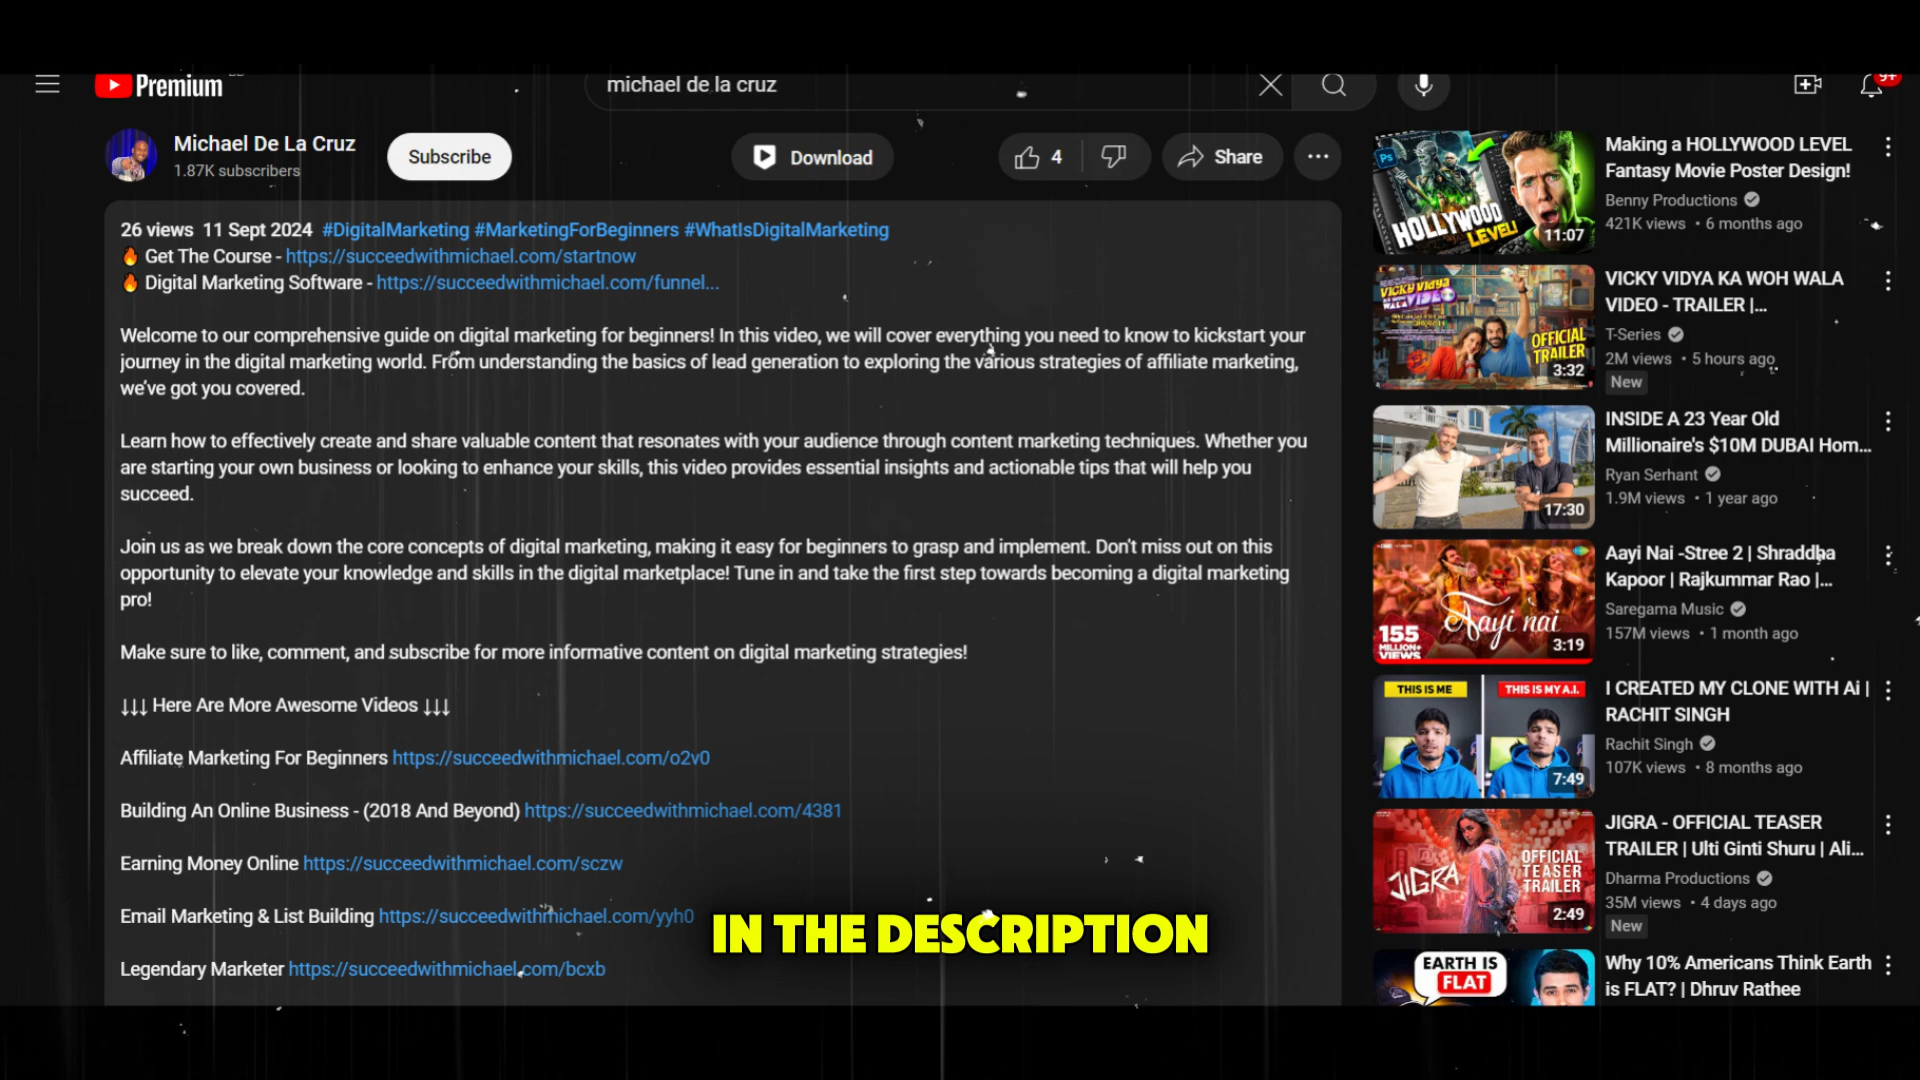 Premium
michael de la cruz
9+
Michael De La Cruz
1.87K subscribers
Subscribe
Download
4
Share
26 views 11 Sept 2024 #DigitalMarketing #MarketingForBeginners #WhatIsDigitalMarketing
🔥 Get The Course - https://succeedwithmichael.com/startnow
🔥 Digital Marketing Software - https://succeedwithmichael.com/funnel...
Welcome to our comprehensive guide on digital marketing for beginners! In this video, we will cover everything you need to know to kickstart your
journey in the digital marketing world. From understanding the basics of lead generation to exploring the various strategies of affiliate marketing,
we've got you covered.
Learn how to effectively create and share valuable content that resonates with your audience through content marketing techniques. Whether you
are starting your own business or looking to enhance your skills, this video provides essential insights and actionable tips that will help you
succeed.
Join us as we break down the core concepts of digital marketing, making it easy for beginners to grasp and implement. Don't miss out on this
opportunity to elevate your knowledge and skills in the digital marketplace! Tune in and take the first step towards becoming a digital marketing
pro!
Make sure to like, comment, and subscribe for more informative content on digital marketing strategies!
↓↓↓ Here Are More Awesome Videos ↓↓↓
Affiliate Marketing For Beginners https://succeedwithmichael.com/o2v0
Building An Online Business - (2018 And Beyond) https://succeedwithmichael.com/4381
Earning Money Online https://succeedwithmichael.com/sczw
Email Marketing & List Building https://succeedwithmichael.com/yyh0
IN THE DESCRIPTION
Legendary Marketer https://succeedwithmichael.com/bcxb
Ps
HOLLYWOOD
LEVEL!
11:07
Making a HOLLYWOOD LEVEL
Fantasy Movie Poster Design!
Benny Productions
421K views • 6 months ago
VICKY VIDYA
VIDEO
OFFICIAL
TRAILER
3:32
VICKY VIDYA KA WOH WALA
VIDEO - TRAILER |...
T-Series
2M views • 5 hours ago
New
17:30
INSIDE A 23 Year Old
Millionaire's $10M DUBAI Hom...
Ryan Serhant
1.9M views • 1 year ago
Aayi nai
155
MILLION+
VIEWS
3:19
Aayi Nai -Stree 2 | Shraddha
Kapoor | Rajkummar Rao |...
Saregama Music
157M views • 1 month ago
THIS IS ME
THIS IS MY A.I.
7:49
I CREATED MY CLONE WITH Ai |
RACHIT SINGH
Rachit Singh
107K views • 8 months ago
JIGRA
OFFICIAL
TEASER
TRAILER
2:49
JIGRA - OFFICIAL TEASER
TRAILER | Ulti Ginti Shuru | Ali...
Dharma Productions
35M views • 4 days ago
New
EARTH IS
FLAT
Why 10% Americans Think Earth
is FLAT? | Dhruv Rathee